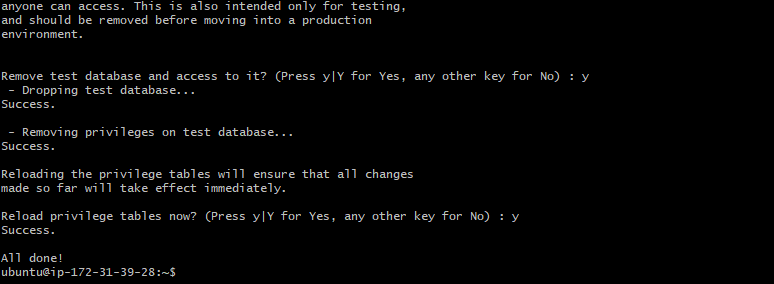 anyone can access. This is also intended only for testing,
and should be removed before moving into a production
environment.
Remove test database and access to it? (Press y|Y for Yes, any other key for No) : y
 - Dropping test database...
Success.
 - Removing privileges on test database...
Success.
Reloading the privilege tables will ensure that all changes
made so far will take effect immediately.
Reload privilege tables now? (Press y|Y for Yes, any other key for No) : y
Success.
All done!
ubuntu@ip-172-31-39-28:~$